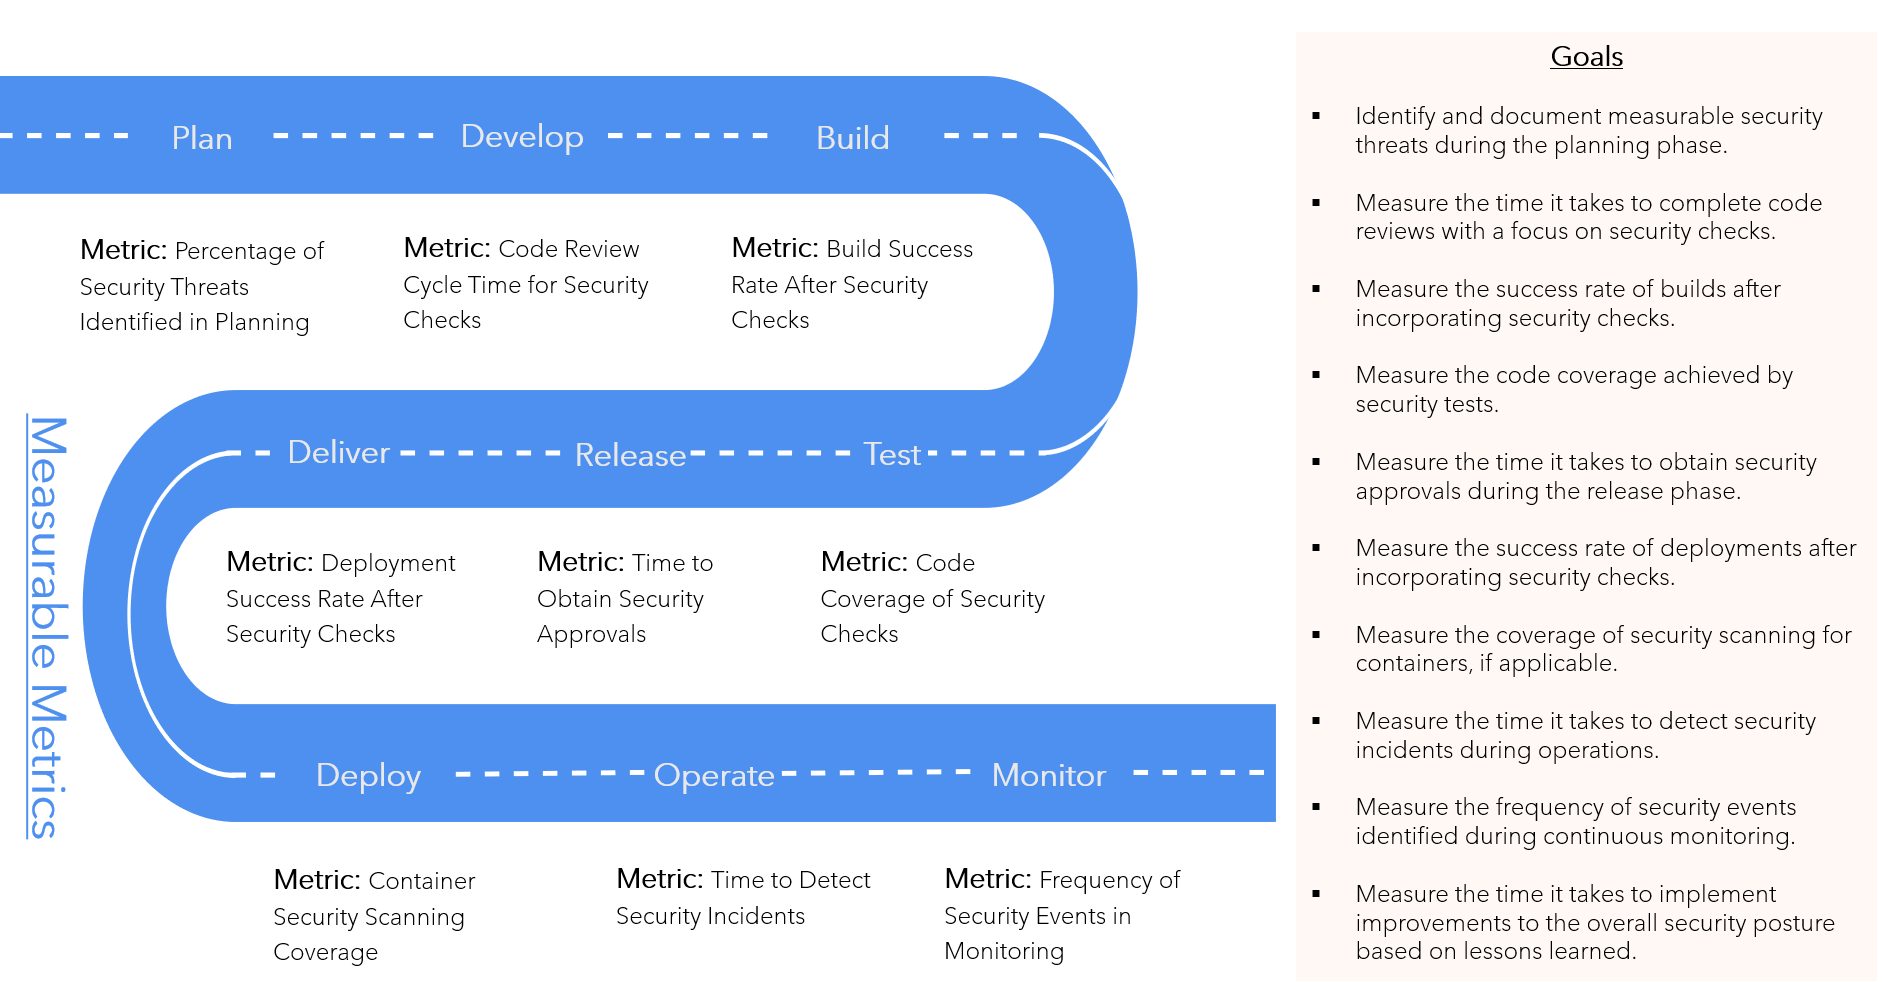 Plan
Develop
Build
Metric: Percentage of
Security Threats
Identified in Planning
Metric: Code Review
Cycle Time for Security
Checks
Metric: Build Success
Rate After Security
Checks
Measurable Metrics
Deliver
Release
Test
Metric: Deployment
Success Rate After
Security Checks
Metric: Time to
Obtain Security
Approvals
Metric: Code
Coverage of Security
Checks
Deploy
Operate
Monitor
Metric: Container
Security Scanning
Coverage
Metric: Time to Detect
Security Incidents
Metric: Frequency of
Security Events in
Monitoring
Goals
▪ Identify and document measurable security
threats during the planning phase.
▪ Measure the time it takes to complete code
reviews with a focus on security checks.
▪ Measure the success rate of builds after
incorporating security checks.
▪ Measure the code coverage achieved by
security tests.
▪ Measure the time it takes to obtain security
approvals during the release phase.
▪ Measure the success rate of deployments after
incorporating security checks.
▪ Measure the coverage of security scanning for
containers, if applicable.
▪ Measure the time it takes to detect security
incidents during operations.
▪ Measure the frequency of security events
identified during continuous monitoring.
▪ Measure the time it takes to implement
improvements to the overall security posture
based on lessons learned.